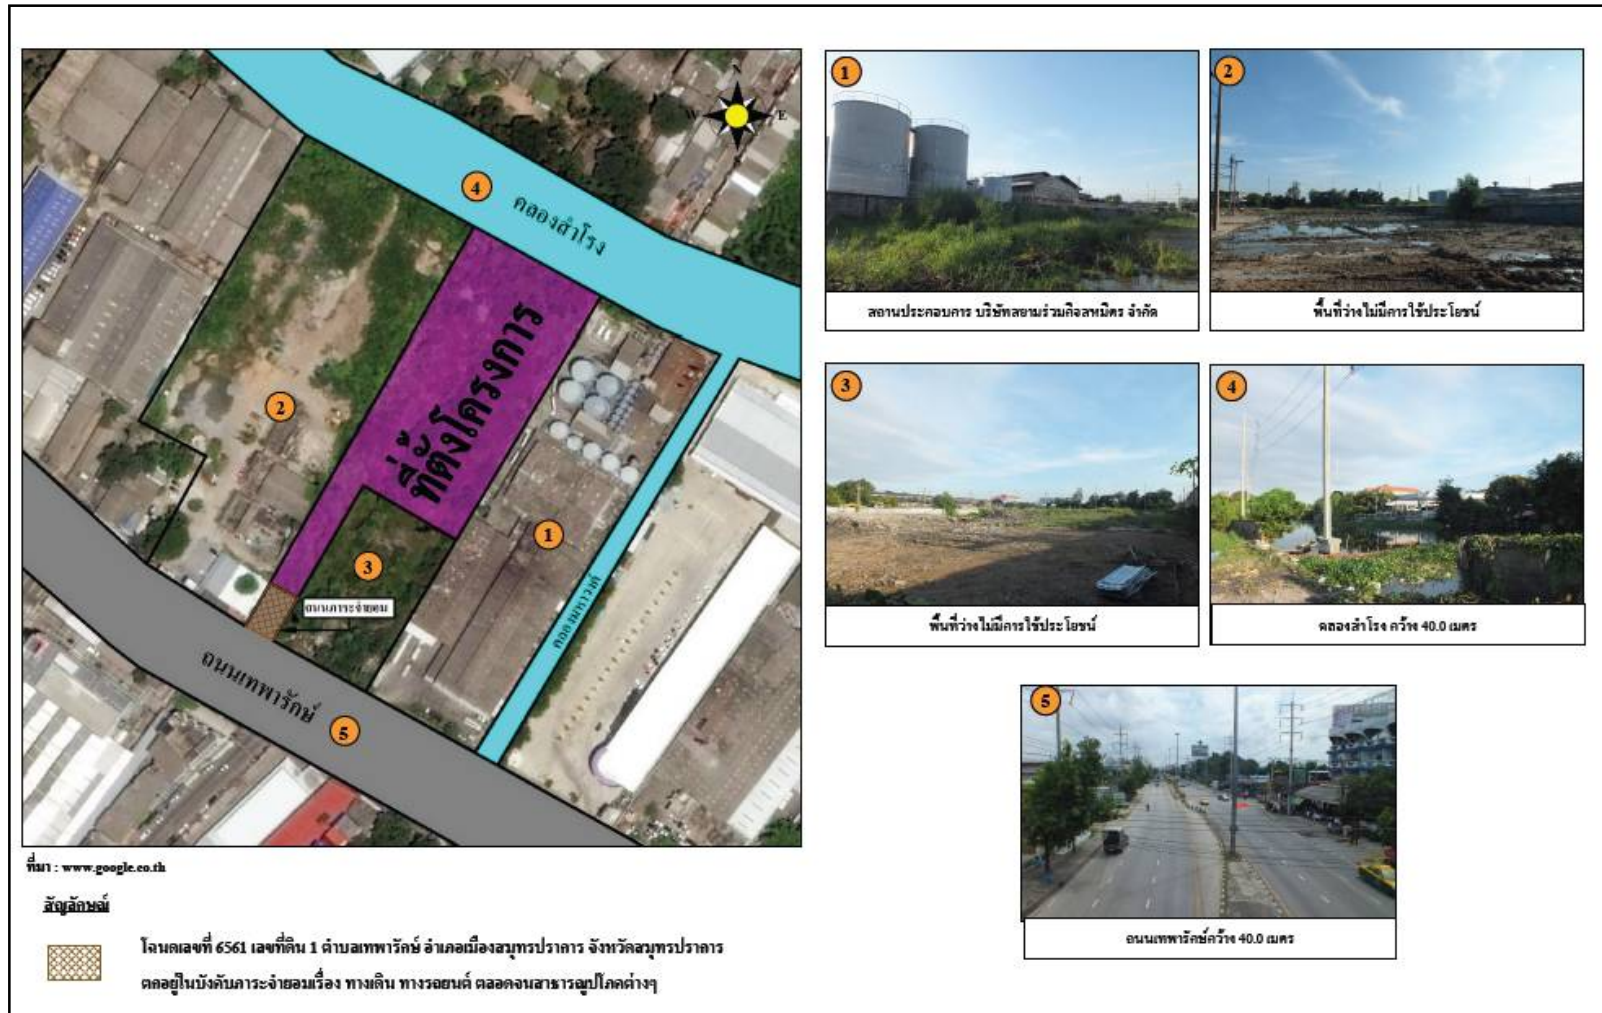 N
W
E
4
คลองสำโรง
ที่ตั้งโครงการ
2
1
3
ถนนภาระจำยอม
คลองมหาวงศ์
ถนนเทพารักษ์
5
1
สถานประกอบการ บริษัทสยามร่วมกิจสหมิตร จำกัด
2
พื้นที่ว่างไม่มีการใช้ประโยชน์
3
พื้นที่ว่างไม่มีการใช้ประโยชน์
4
คลองสำโรง กว้าง 40.0 เมตร
5
ถนนเทพารักษ์กว้าง 40.0 เมตร
ที่มา : www.google.co.th
สัญลักษณ์
โฉนดเลขที่ 6561 เลขที่ดิน 1 ตำบลเทพารักษ์ อำเภอเมืองสมุทรปราการ จังหวัดสมุทรปราการ
ตกอยู่ในบังคับภาระจำยอมเรื่อง ทางเดิน ทางรถยนต์ ตลอดจนสาธารณูปโภคต่างๆ